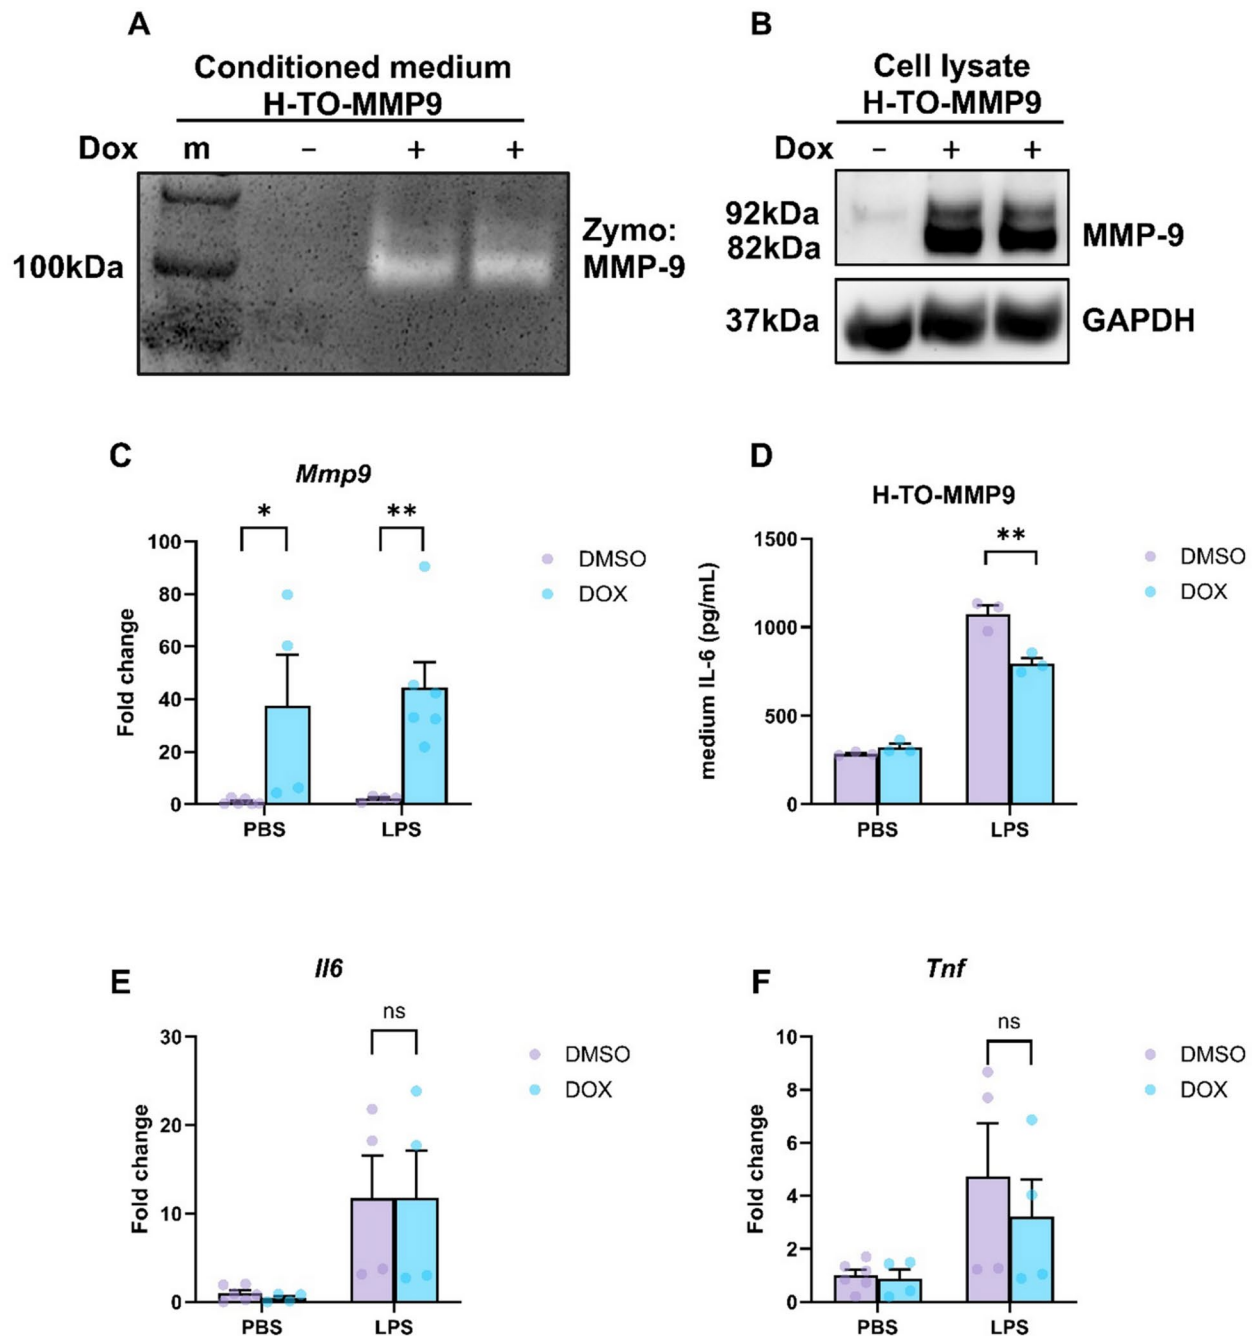 A
Conditioned medium
H-TO-MMP9
Dox m – + +
100kDa
Zymo:
MMP-9
B
Cell lysate
H-TO-MMP9
Dox – + +
92kDa
82kDa
MMP-9
37kDa
GAPDH
C
Mmp9
* **
Fold change
100
80
60
40
20
0
PBS LPS
DMSO
DOX
D
H-TO-MMP9
**
medium IL-6 (pg/mL)
1500
1000
500
0
PBS LPS
DMSO
DOX
E
Il6
ns
Fold change
30
20
10
0
PBS LPS
DMSO
DOX
F
Tnf
ns
Fold change
10
8
6
4
2
0
PBS LPS
DMSO
DOX